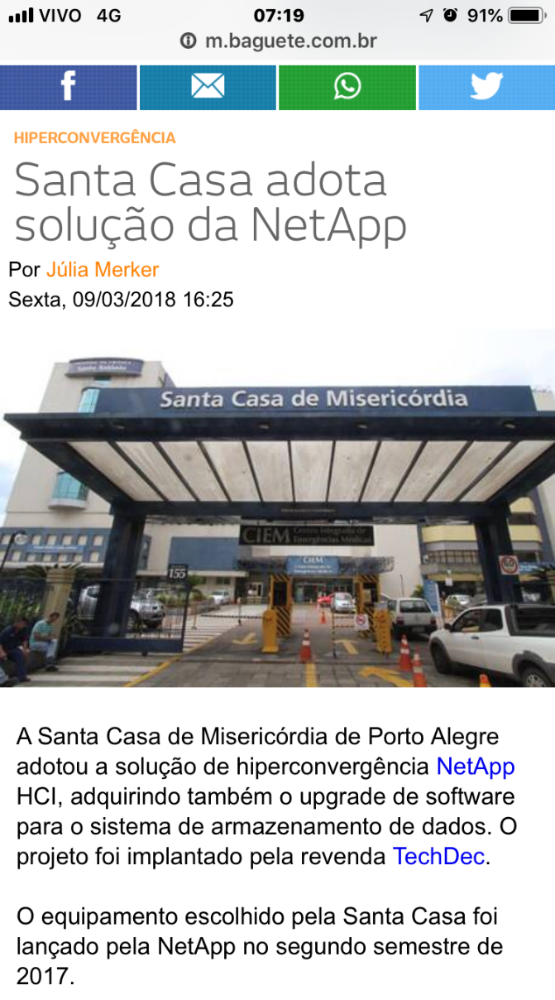 VIVO 4G 07:19 91%
m.baguete.com.br
HIPERCONVERGÊNCIA
Santa Casa adota
solução da NetApp
Por Júlia Merker
Sexta, 09/03/2018 16:25
Santo Antônio
Santa Casa de Misericórdia
CIEM Centro Integrado de
Emergências Médicas
CIEM
155
60
A Santa Casa de Misericórdia de Porto Alegre
adotou a solução de hiperconvergência NetApp
HCI, adquirindo também o upgrade de software
para o sistema de armazenamento de dados. O
projeto foi implantado pela revenda TechDec.
O equipamento escolhido pela Santa Casa foi
lançado pela NetApp no segundo semestre de
2017.